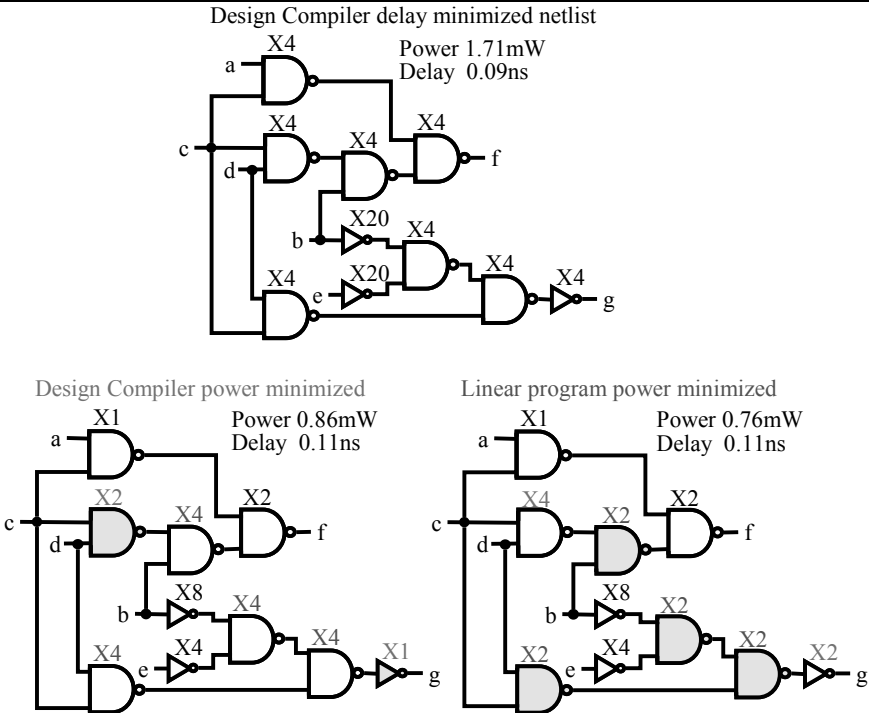 Design Compiler delay minimized netlist
X4
Power 1.71mW
a
Delay 0.09ns
X4
X4
X4
c
d
f
X20
b
X4
X20
X4
X4
X4
e
g
Design Compiler power minimized
X1
Power 0.86mW
a
Delay 0.11ns
X2
X4
X2
c
d
f
X8
b
X4
X4
X4
X4
X1
e
g
Linear program power minimized
X1
Power 0.76mW
a
Delay 0.11ns
X4
X2
X2
c
d
f
X8
b
X2
X4
X2
X2
X2
e
g